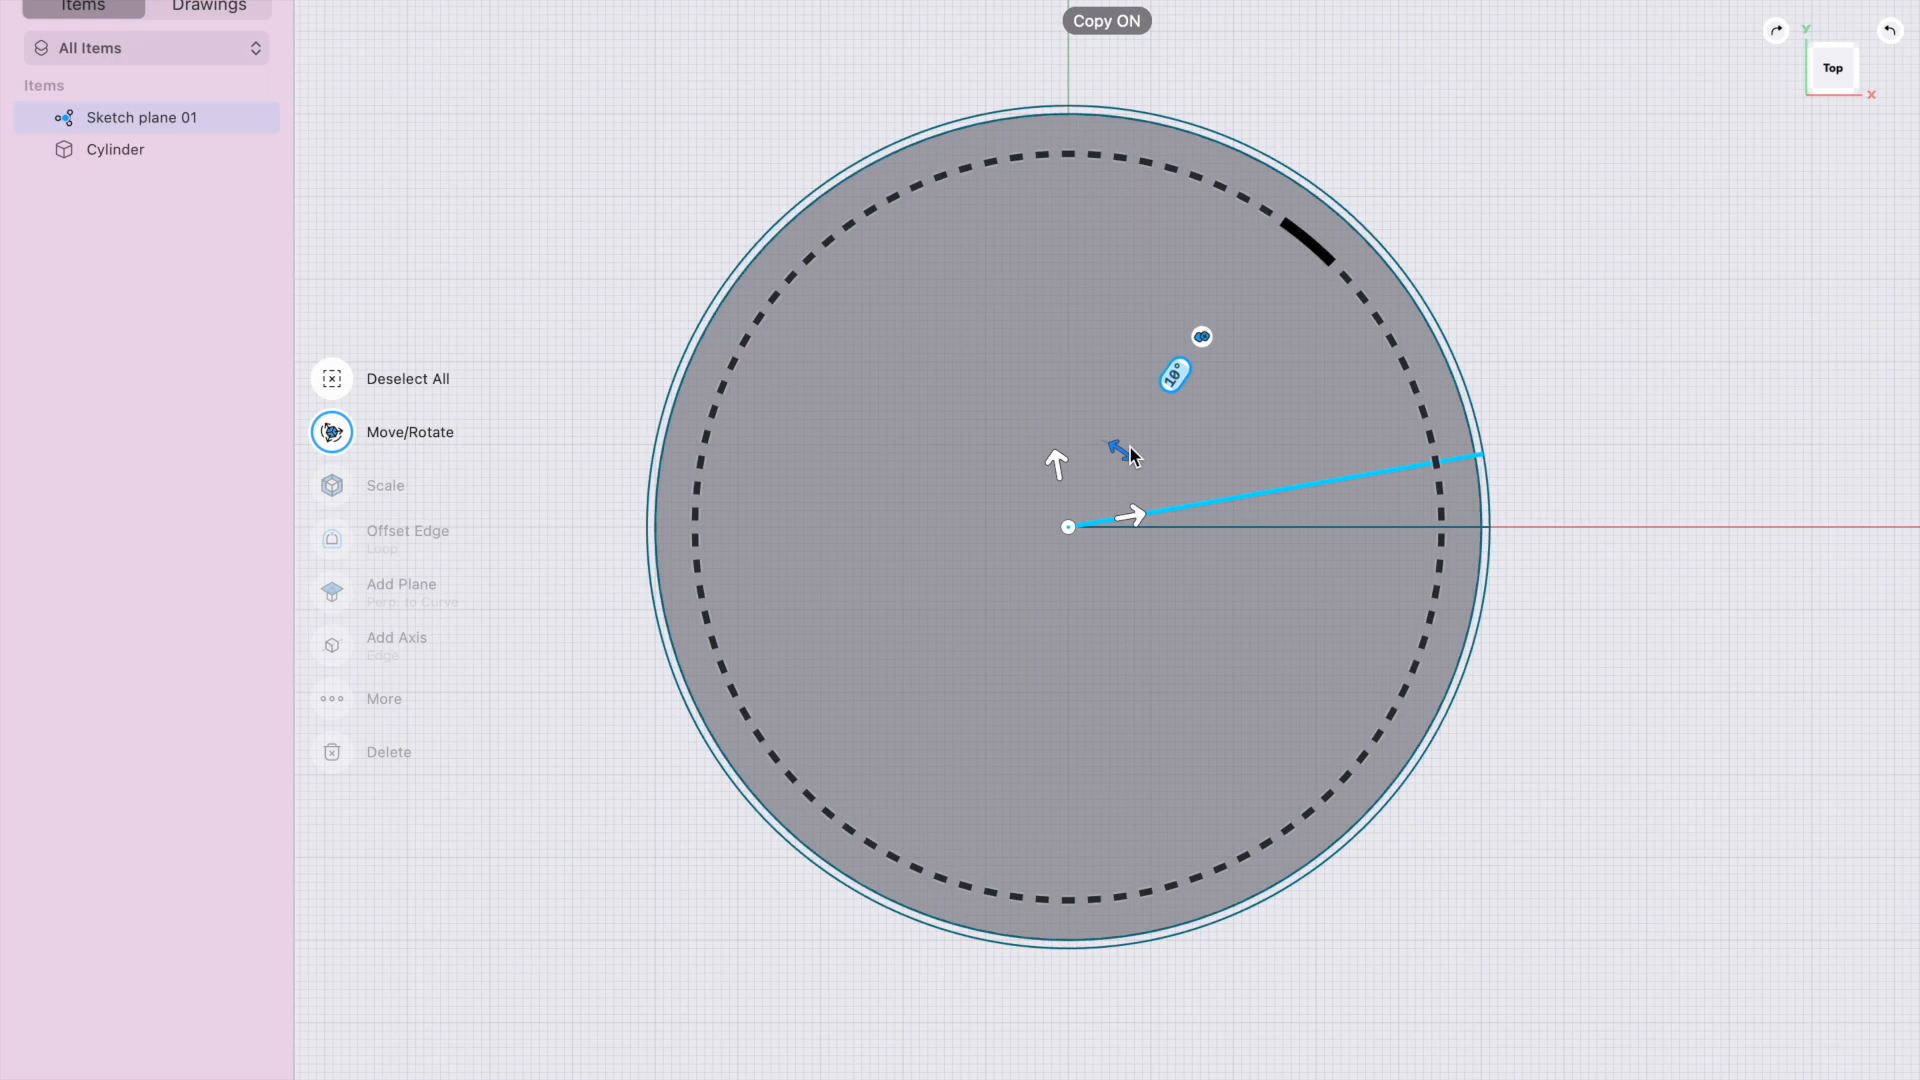 Items
Drawings
Copy ON
All Items
Items
Sketch plane 01
Cylinder
Y
Top
X
Deselect All
Move/Rotate
Scale
Offset Edge
Loop
Add Plane
Perp. to Curve
Add Axis
Edge
More
Delete
10°